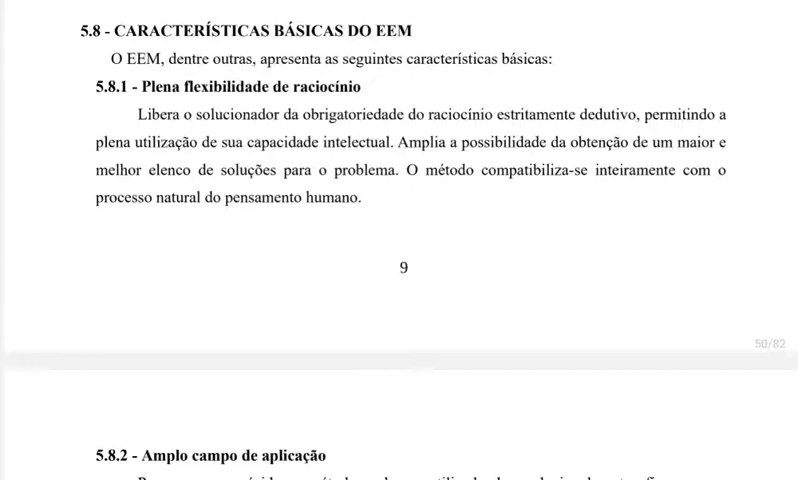 5.8 - CARACTERÍSTICAS BÁSICAS DO EEM
O EEM, dentre outras, apresenta as seguintes características básicas:
5.8.1 - Plena flexibilidade de raciocínio
Libera o solucionador da obrigatoriedade do raciocínio estritamente dedutivo, permitindo a
plena utilização de sua capacidade intelectual. Amplia a possibilidade da obtenção de um maior e
melhor elenco de soluções para o problema. O método compatibiliza-se inteiramente com o
processo natural do pensamento humano.
9
50/82
5.8.2 - Amplo campo de aplicação